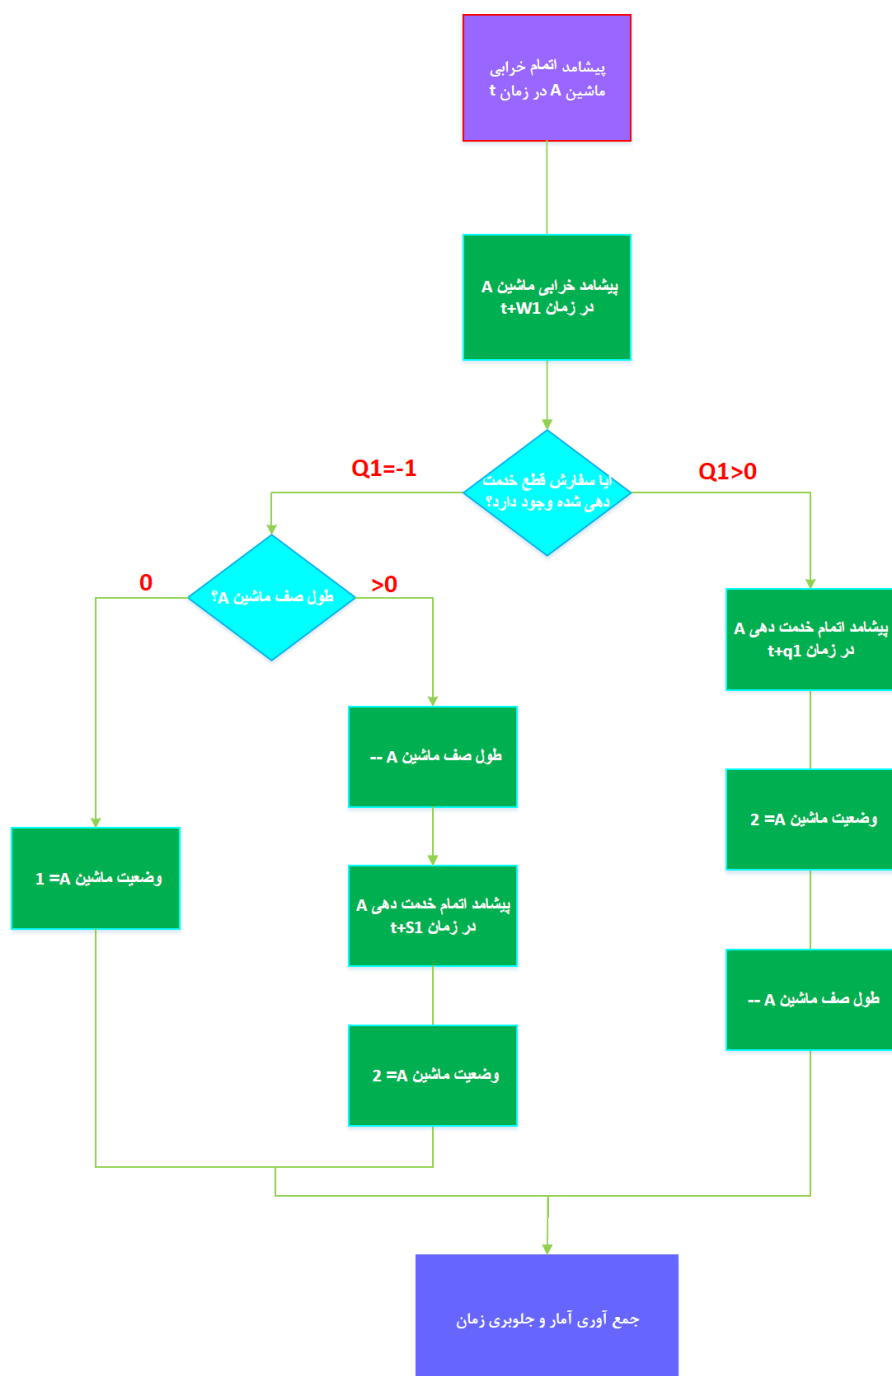 پیشامد اتمام خرابی
ماشین A در زمان t
پیشامد خرابی ماشین A
در زمان t+W1
آیا سفارش قطع خدمت
دهی شده وجود دارد؟
Q1=-1
Q1>0
طول صف ماشین A؟
0
>0
پیشامد اتمام خدمت دهی A
در زمان t+q1
طول صف ماشین A --
وضعیت ماشین A= 2
وضعیت ماشین A= 1
پیشامد اتمام خدمت دهی A
در زمان t+S1
طول صف ماشین A --
وضعیت ماشین A= 2
جمع آوری آمار و جلوبری زمان